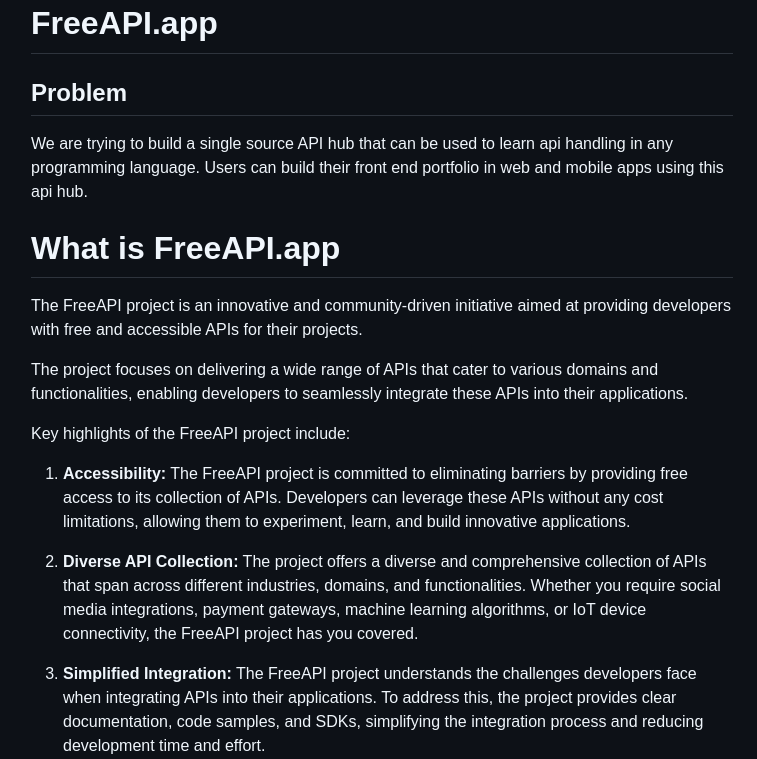 FreeAPI.app
Problem
We are trying to build a single source API hub that can be used to learn api handling in any
programming language. Users can build their front end portfolio in web and mobile apps using this
api hub.
What is FreeAPI.app
The FreeAPI project is an innovative and community-driven initiative aimed at providing developers
with free and accessible APIs for their projects.
The project focuses on delivering a wide range of APIs that cater to various domains and
functionalities, enabling developers to seamlessly integrate these APIs into their applications.
Key highlights of the FreeAPI project include:
1. Accessibility: The FreeAPI project is committed to eliminating barriers by providing free
access to its collection of APIs. Developers can leverage these APIs without any cost
limitations, allowing them to experiment, learn, and build innovative applications.
2. Diverse API Collection: The project offers a diverse and comprehensive collection of APIs
that span across different industries, domains, and functionalities. Whether you require social
media integrations, payment gateways, machine learning algorithms, or IoT device
connectivity, the FreeAPI project has you covered.
3. Simplified Integration: The FreeAPI project understands the challenges developers face
when integrating APIs into their applications. To address this, the project provides clear
documentation, code samples, and SDKs, simplifying the integration process and reducing
development time and effort.